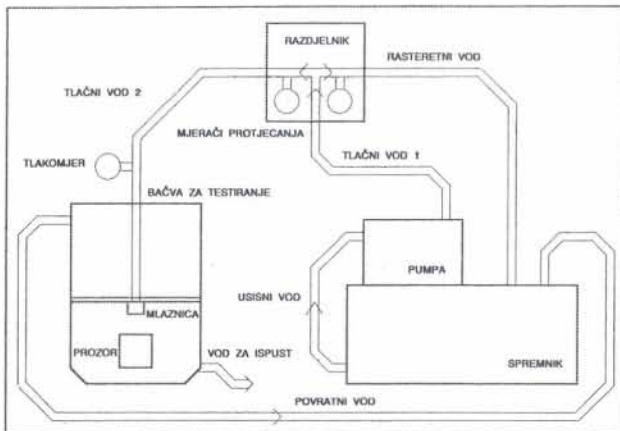 RAZDJELNIK
RASTERETNI VOD
TLAČNI VOD 2
MJERAČI PROTJECANJA
TLAČNI VOD 1
TLAKOMJER
BAČVA ZA TESTIRANJE
PUMPA
USISNI VOD
MLAZNICA
PROZOR
VOD ZA ISPUST
SPREMNIK
POVRATNI VOD